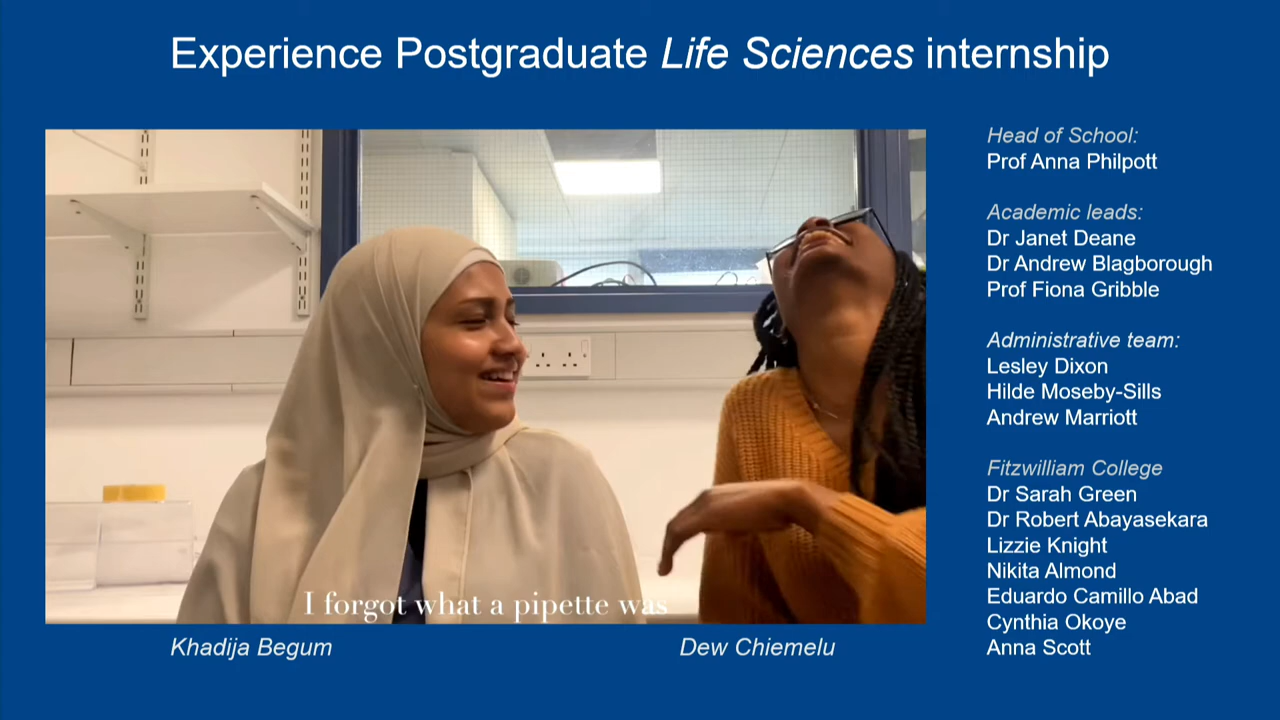 Experience Postgraduate Life Sciences internship
I forgot what a pipette was
Khadija Begum
Dew Chiemelu
Head of School:
Prof Anna Philpott
Academic leads:
Dr Janet Deane
Dr Andrew Blagborough
Prof Fiona Gribble
Administrative team:
Lesley Dixon
Hilde Moseby-Sills
Andrew Marriott
Fitzwilliam College
Dr Sarah Green
Dr Robert Abayasekara
Lizzie Knight
Nikita Almond
Eduardo Camillo Abad
Cynthia Okoye
Anna Scott